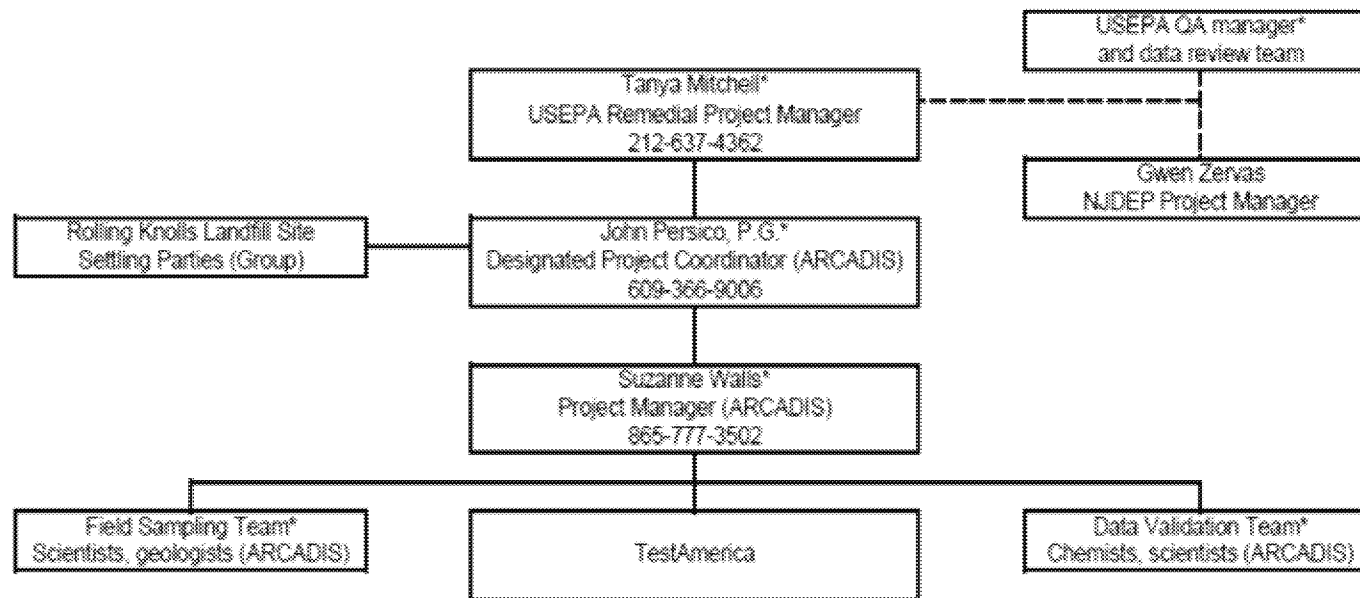 USEPA QA manager*
and data review team
Tanya Mitchell*
USEPA Remedial Project Manager
212-637-4362
Gwen Zervas
NJDEP Project Manager
Rolling Knolls Landfill Site
Settling Parties (Group)
John Persico, P.G.*
Designated Project Coordinator (ARCADIS)
609-366-9006
Suzanne Walls*
Project Manager (ARCADIS)
865-777-3502
Field Sampling Team*
Scientists, geologists (ARCADIS)
TestAmerica
Data Validation Team*
Chemists, scientists (ARCADIS)